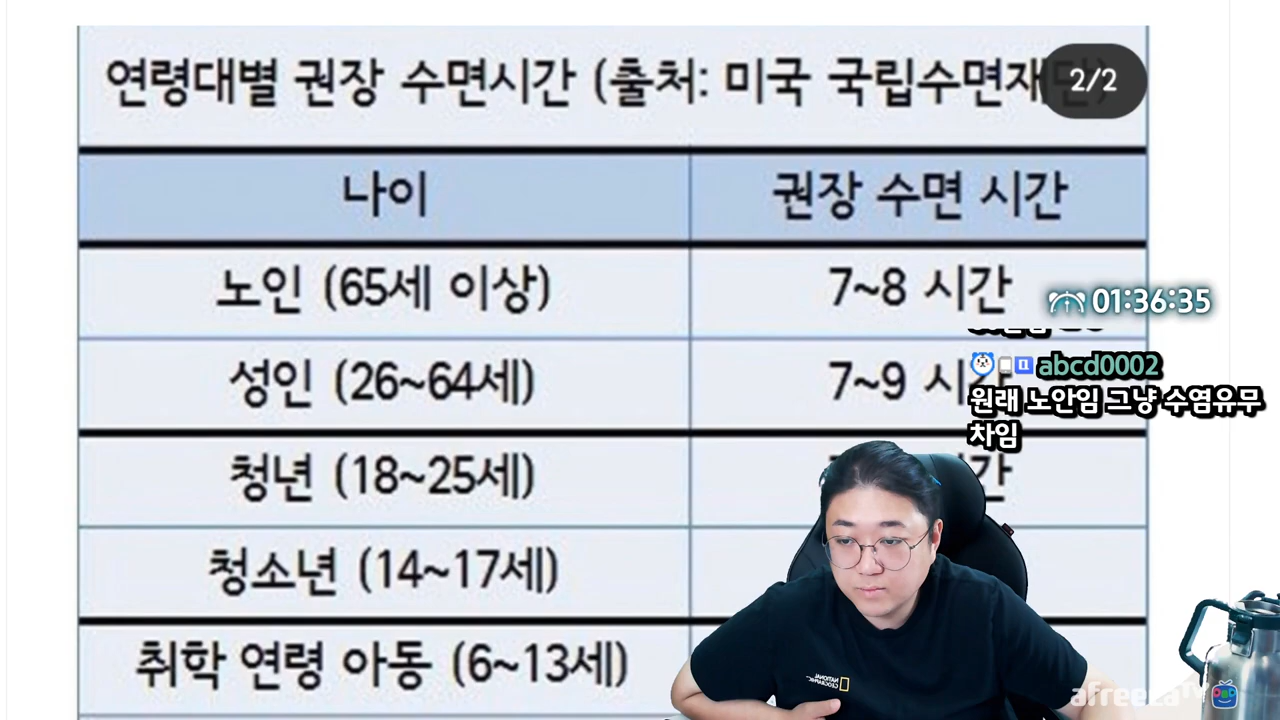 연령대별 권장 수면시간 (출처: 미국 국립수면재단)
2/2
나이 권장 수면 시간
노인 (65세 이상) 7~8 시간
01:36:35
성인 (26~64세) 7~9 시간
abcd0002
원래 노안임 그냥 수염유무
차임
청년 (18~25세)
청소년 (14~17세)
취학 연령 아동 (6~13세)
NATIONAL
GEOGRAPHIC
afreecaTV